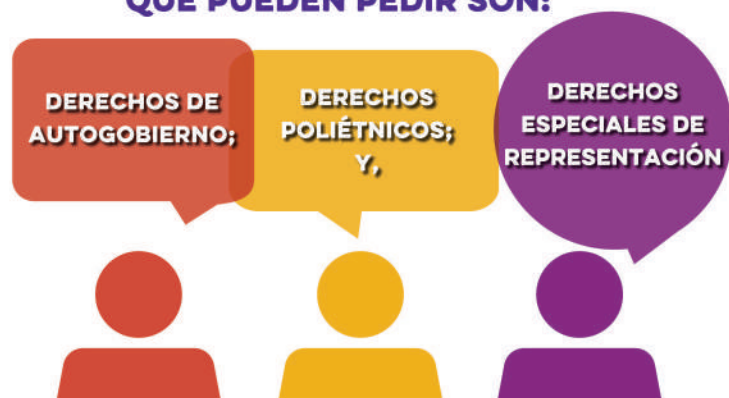 QUE PUEDEN PEDIR SON:
DERECHOS DE
AUTOGOBIERNO;
DERECHOS
POLIÉTNICOS;
Y,
DERECHOS
ESPECIALES DE
REPRESENTACIÓN